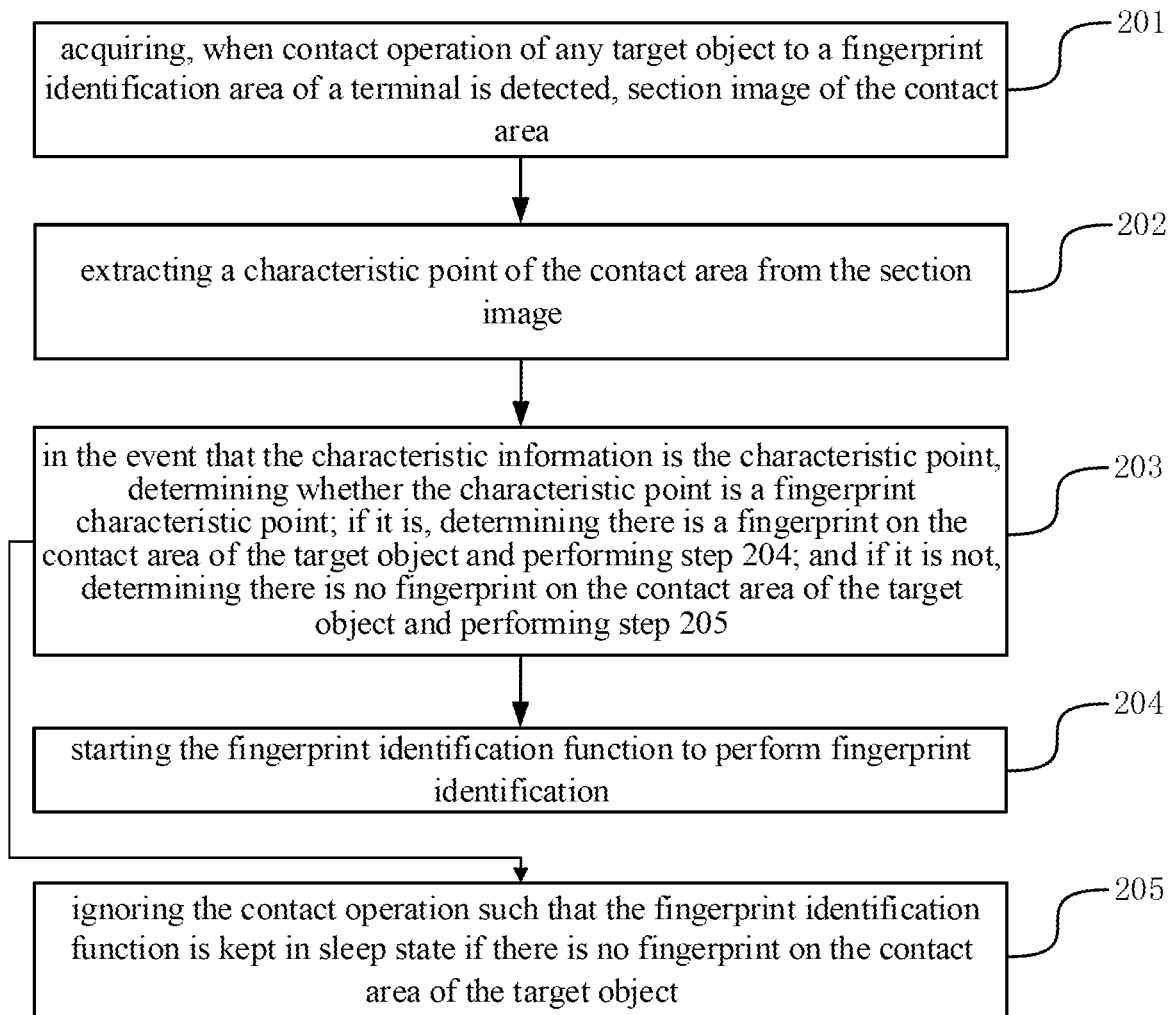 acquiring, when contact operation of any target object to a fingerprint
identification area of a terminal is detected, section image of the contact
area
201
extracting a characteristic point of the contact area from the section
image
202
in the event that the characteristic information is the characteristic point,
determining whether the characteristic point is a fingerprint
characteristic point; if it is, determining there is a fingerprint on the
contact area of the target object and performing step 204; and if it is not,
determining there is no fingerprint on the contact area of the target
object and performing step 205
203
starting the fingerprint identification function to perform fingerprint
identification
204
ignoring the contact operation such that the fingerprint identification
function is kept in sleep state if there is no fingerprint on the contact
area of the target object
205